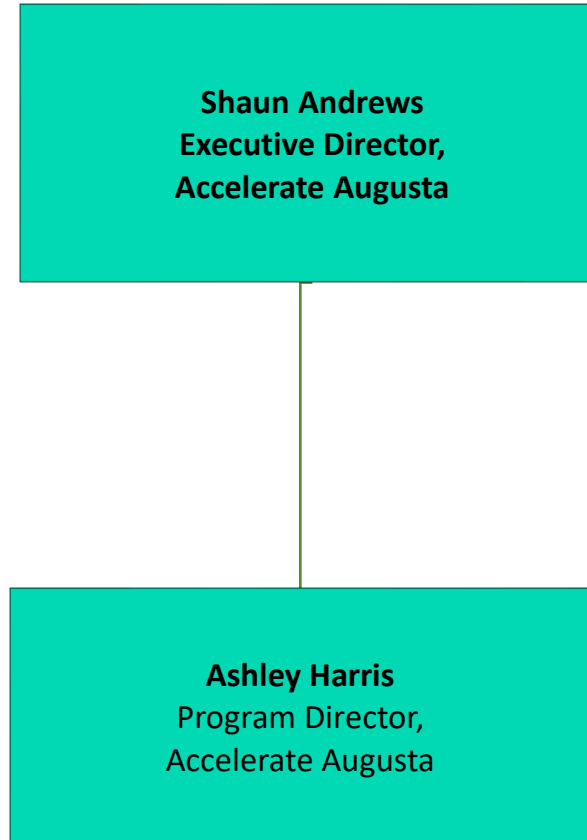 Shaun Andrews
Executive Director,
Accelerate Augusta
Ashley Harris
Program Director,
Accelerate Augusta